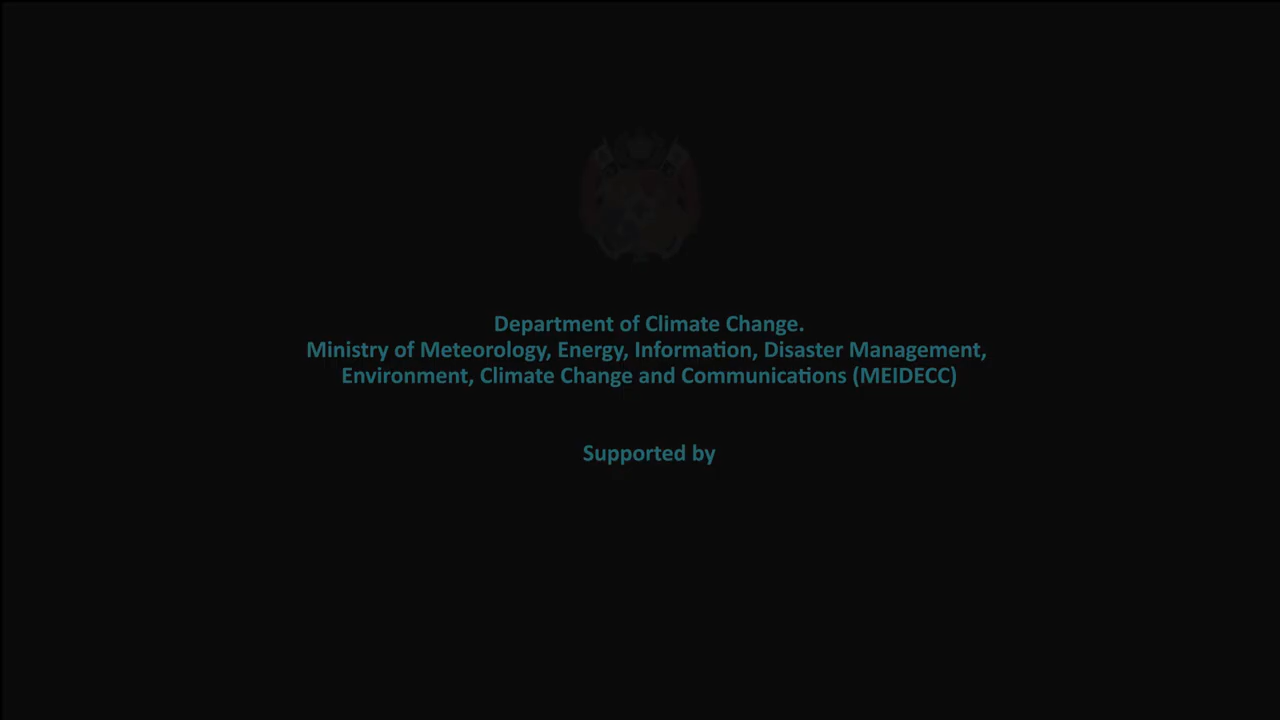 Department of Climate Change.
Ministry of Meteorology, Energy, Information, Disaster Management,
Environment, Climate Change and Communications (MEIDECC)
Supported by